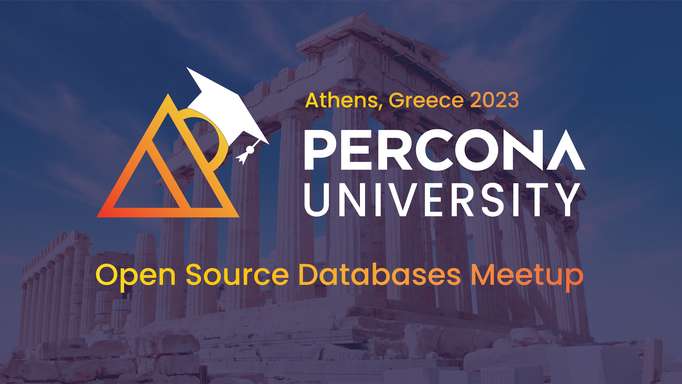 Athens, Greece 2023
PERCONA
UNIVERSITY
Open Source Databases Meetup